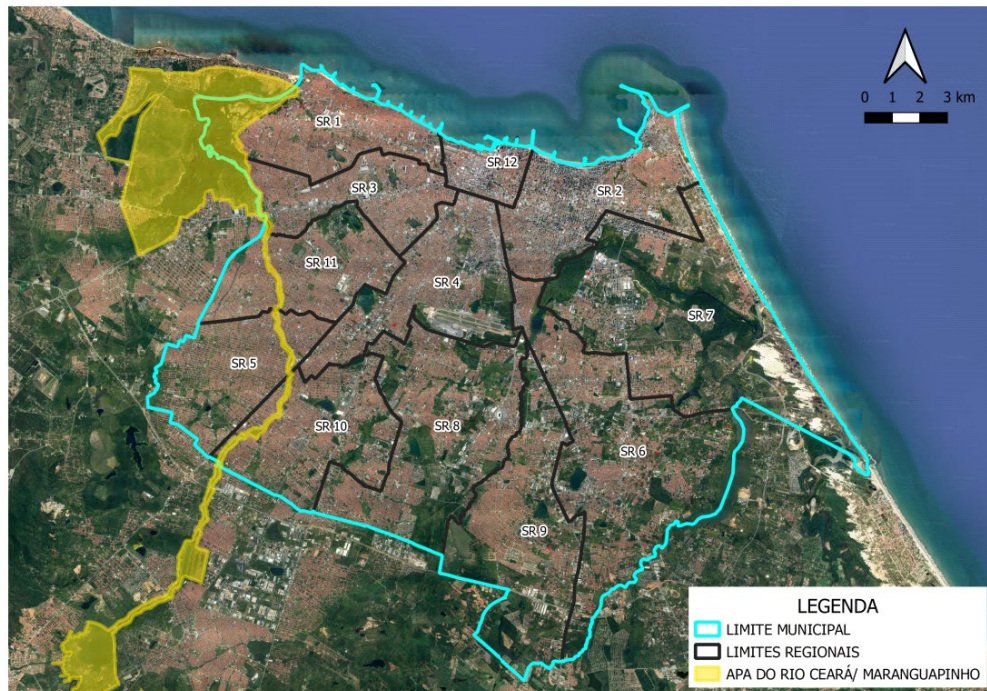 0 1 2 3 km
SR 1
SR 12
SR 3
SR 2
SR 11
SR 4
SR 7
SR 5
SR 10
SR 8
SR 6
SR 9
LEGENDA
LIMITE MUNICIPAL
LIMITES REGIONAIS
APA DO RIO CEARÁ/ MARANGUAPINHO